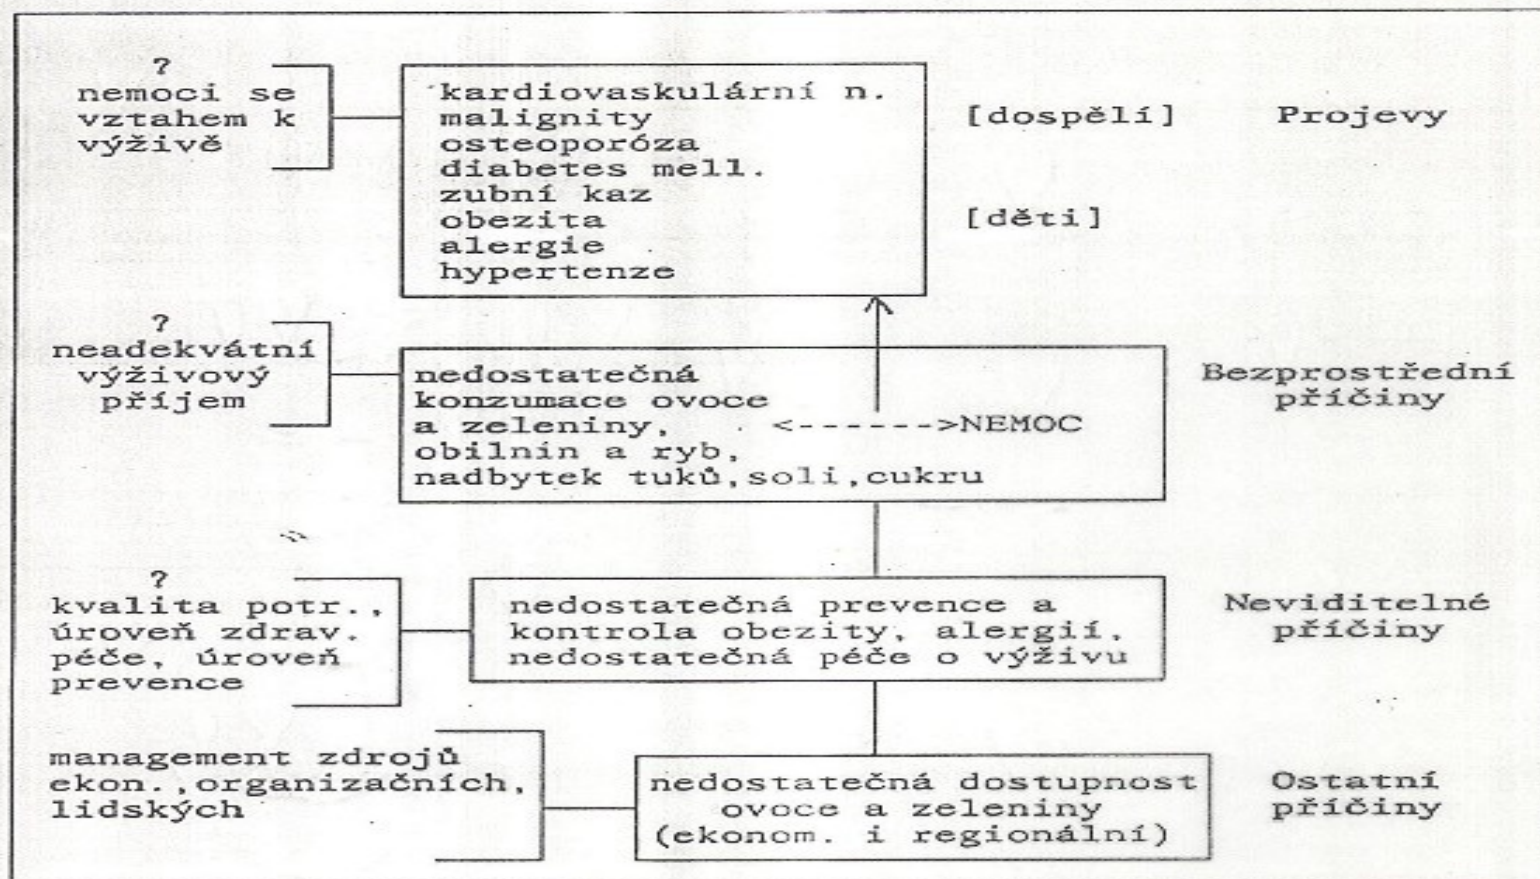 ?
nemoci se
vztahem k
výživě
kardiovaskulární n.
malignity
osteoporóza
diabetes mell.
zubní kaz
obezita
alergie
hypertenze
[dospělí]
[děti]
Projevy
?
neadekvátní
výživový
příjem
nedostatečná
konzumace ovoce
a zeleniny,
obilnin a ryb,
nadbytek tuků,soli,cukru
<------>NEMOC
Bezprostřední
příčiny
?
kvalita potr.,
úroveň zdrav.
péče, úroveň
prevence
nedostatečná prevence a
kontrola obezity, alergií,
nedostatečná péče o výživu
Neviditelné
příčiny
management zdrojů
ekon.,organizačních,
lidských
nedostatečná dostupnost
ovoce a zeleniny
(ekonom. i regionální)
Ostatní
příčiny